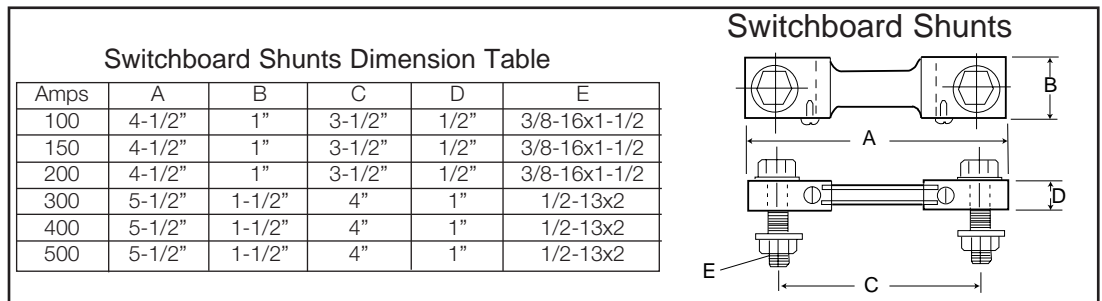 Switchboard Shunts
Switchboard Shunts Dimension Table
Amps A B C D E
100 4-1/2” 1” 3-1/2” 1/2” 3/8-16x1-1/2
150 4-1/2” 1” 3-1/2” 1/2” 3/8-16x1-1/2
200 4-1/2” 1” 3-1/2” 1/2” 3/8-16x1-1/2
300 5-1/2” 1-1/2” 4” 1” 1/2-13x2
400 5-1/2” 1-1/2” 4” 1” 1/2-13x2
500 5-1/2” 1-1/2” 4” 1” 1/2-13x2
B
A
D
E
C